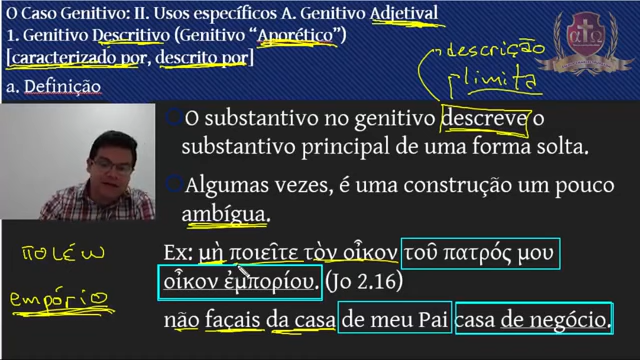 O Caso Genitivo: II. Usos específicos A. Genitivo Adjetival
1. Genitivo Descritivo (Genitivo “Aporético”)
[caracterizado por, descrito por]
a. Definição
descrição
p/limita
O substantivo no genitivo descreve o
substantivo principal de uma forma solta.
Algumas vezes, é uma construção um pouco
ambígua.
ποιέω
empório
Ex: μὴ ποιεῖτε τὸν οἶκον τοῦ πατρός μου
οἶκον ἐμπορίου. (Jo 2.16)
não façais da casa de meu Pai casa de negócio.